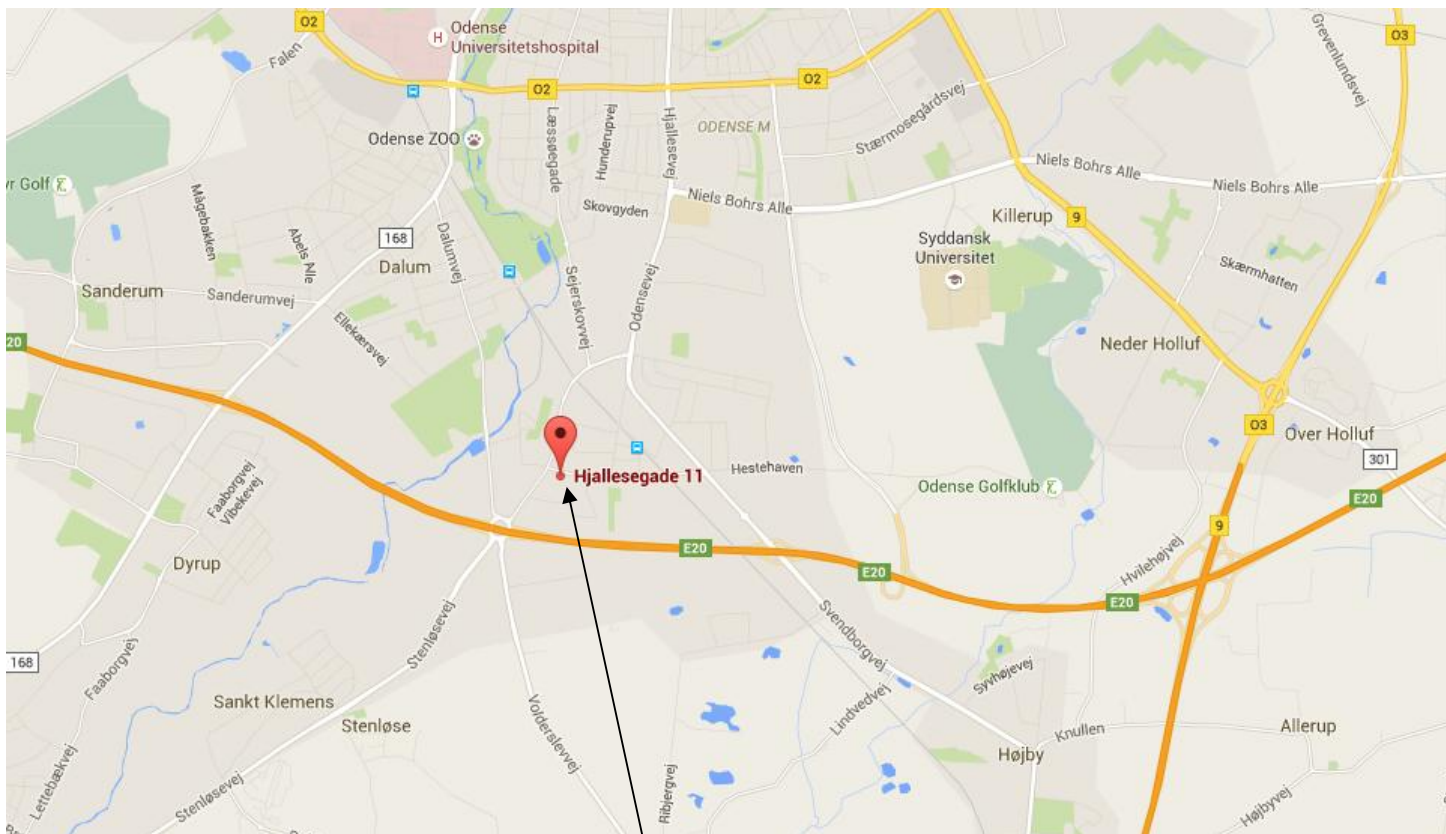 O2
Odense
Universitetshospital
H
Falen
O2
O2
O3
Grevenlundsvej
Odense ZOO
Læssøegade
Hunderupvej
Hjallesevej
ODENSE M
Stærmosegårdsvej
Niels Bohrs Alle
Niels Bohrs Alle
Niels Bohrs Alle
yr Golf
Mågebakken
Skovgyden
Killerup
9
Abels Alle
168
Dalum
Dalumvej
Syddansk
Universitet
Skærmhatten
Sanderum
Sanderumvej
Sejerskovvej
Odensevej
Ellekærsvej
20
Neder Holluf
O3
Over Holluf
301
Hjallesegade 11
Hestehaven
Odense Golfklub
E20
Faaborgvej
Vibekevej
9
Dyrup
E20
E20
E20
Hvilehøjvej
Stenløsevej
Svendborgvej
168
Faaborgvej
Syvhøjevej
Sankt Klemens
Stenløse
Lindvedvej
Volderslevvej
Knullen
Allerup
Højby
Lettebækvej
Stenløsevej
Ribjergvej
Højbyvej